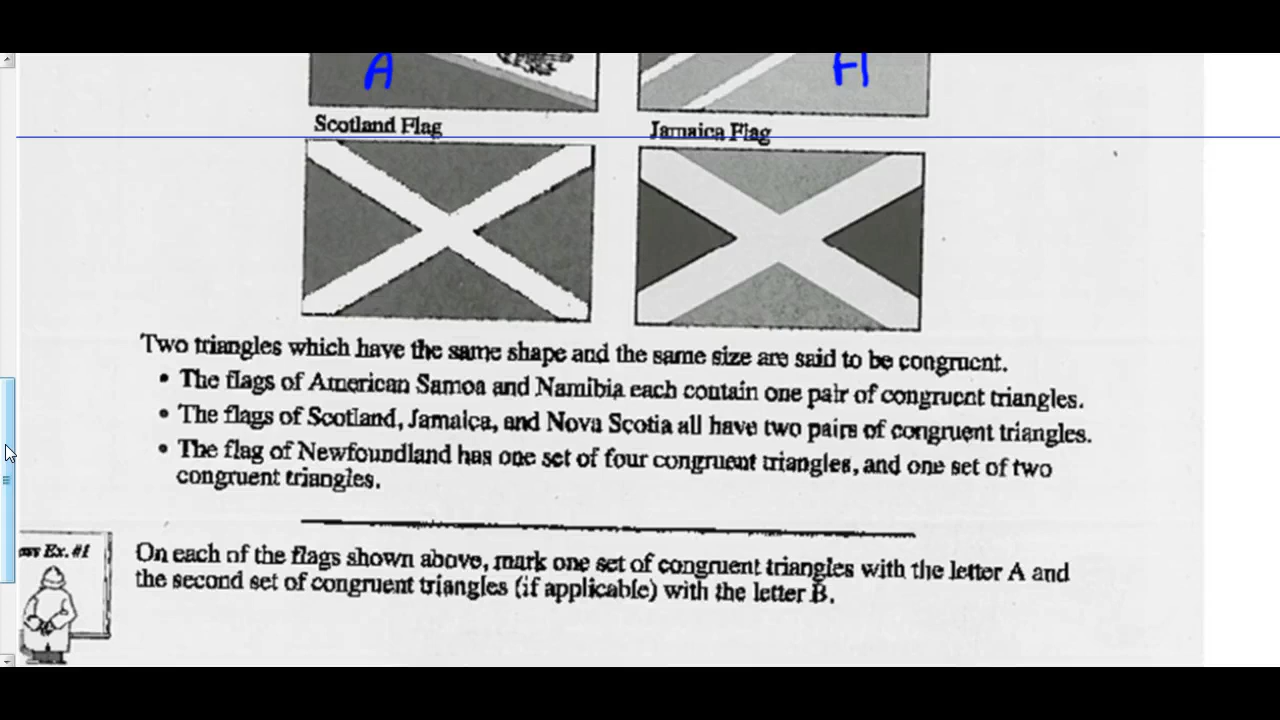 A
A
Scotland Flag
Jamaica Flag
Two triangles which have the same shape and the same size are said to be congruent.
• The flags of American Samoa and Namibia each contain one pair of congruent triangles.
• The flags of Scotland, Jamaica, and Nova Scotia all have two pairs of congruent triangles.
• The flag of Newfoundland has one set of four congruent triangles, and one set of two
congruent triangles.
Ex. #1
On each of the flags shown above, mark one set of congruent triangles with the letter A and
the second set of congruent triangles (if applicable) with the letter B.